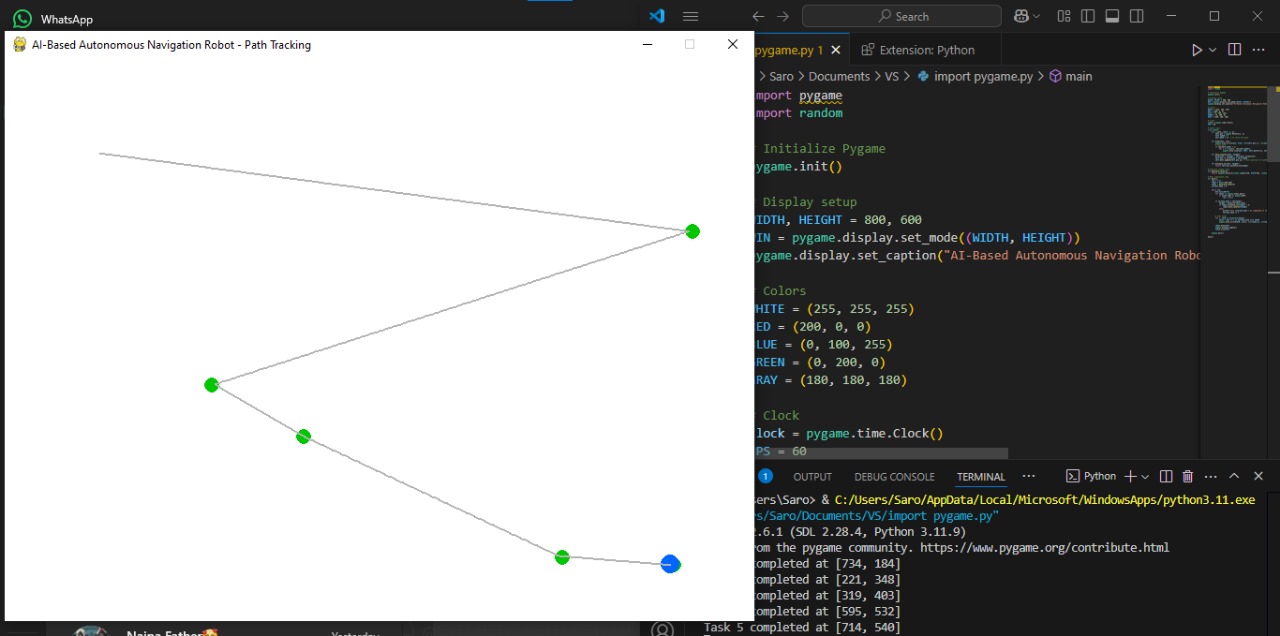 WhatsApp
Search
AI-Based Autonomous Navigation Robot - Path Tracking
pygame.py 1
Extension: Python
> Saro > Documents > VS > import pygame.py > main
mport pygame
mport random
Initialize Pygame
ygame.init()
Display setup
IDTH, HEIGHT = 800, 600
IN = pygame.display.set_mode((WIDTH, HEIGHT))
ygame.display.set_caption("AI-Based Autonomous Navigation Robo
Colors
HITE = (255, 255, 255)
ED = (200, 0, 0)
LUE = (0, 100, 255)
REEN = (0, 200, 0)
RAY = (180, 180, 180)
Clock
lock = pygame.time.Clock()
PS = 60
1 OUTPUT DEBUG CONSOLE TERMINAL ... Python
ers\Saro> & C:/Users/Saro/AppData/Local/Microsoft/WindowsApps/python3.11.exe
s/Saro/Documents/VS/import pygame.py"
2.6.1 (SDL 2.28.4, Python 3.11.9)
rom the pygame community. https://www.pygame.org/contribute.html
completed at [734, 184]
completed at [221, 348]
completed at [319, 403]
completed at [595, 532]
Task 5 completed at [714, 540]
Naina Father
Yesterday